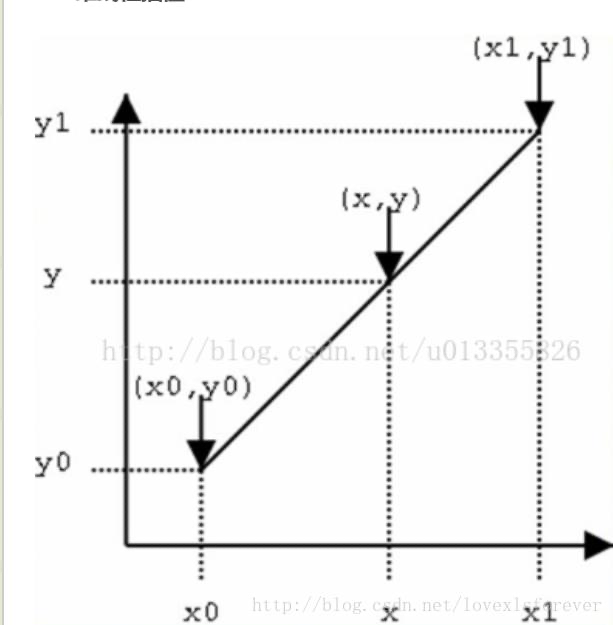 (x1,y1)
y1
(x,y)
y
http://blog.csdn.net/u013355826
(x0,y0)
y0
x0 x x1
http://blog.csdn.net/lovexlsforever